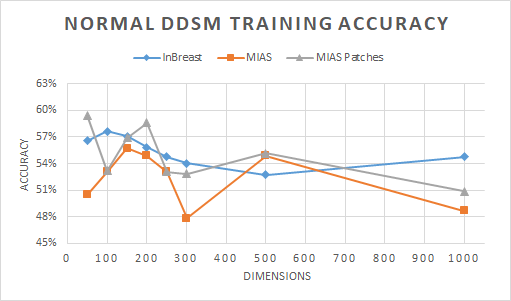 NORMAL DDSM TRAINING ACCURACY
InBreast MIAS MIAS Patches
63%
60%
57%
54%
51%
48%
45%
ACCURACY
0 100 200 300 400 500 600 700 800 900 1000
DIMENSIONS